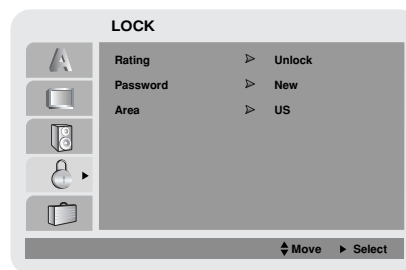 LOCK
Rating Unlock
Password New
Area US
Move Select